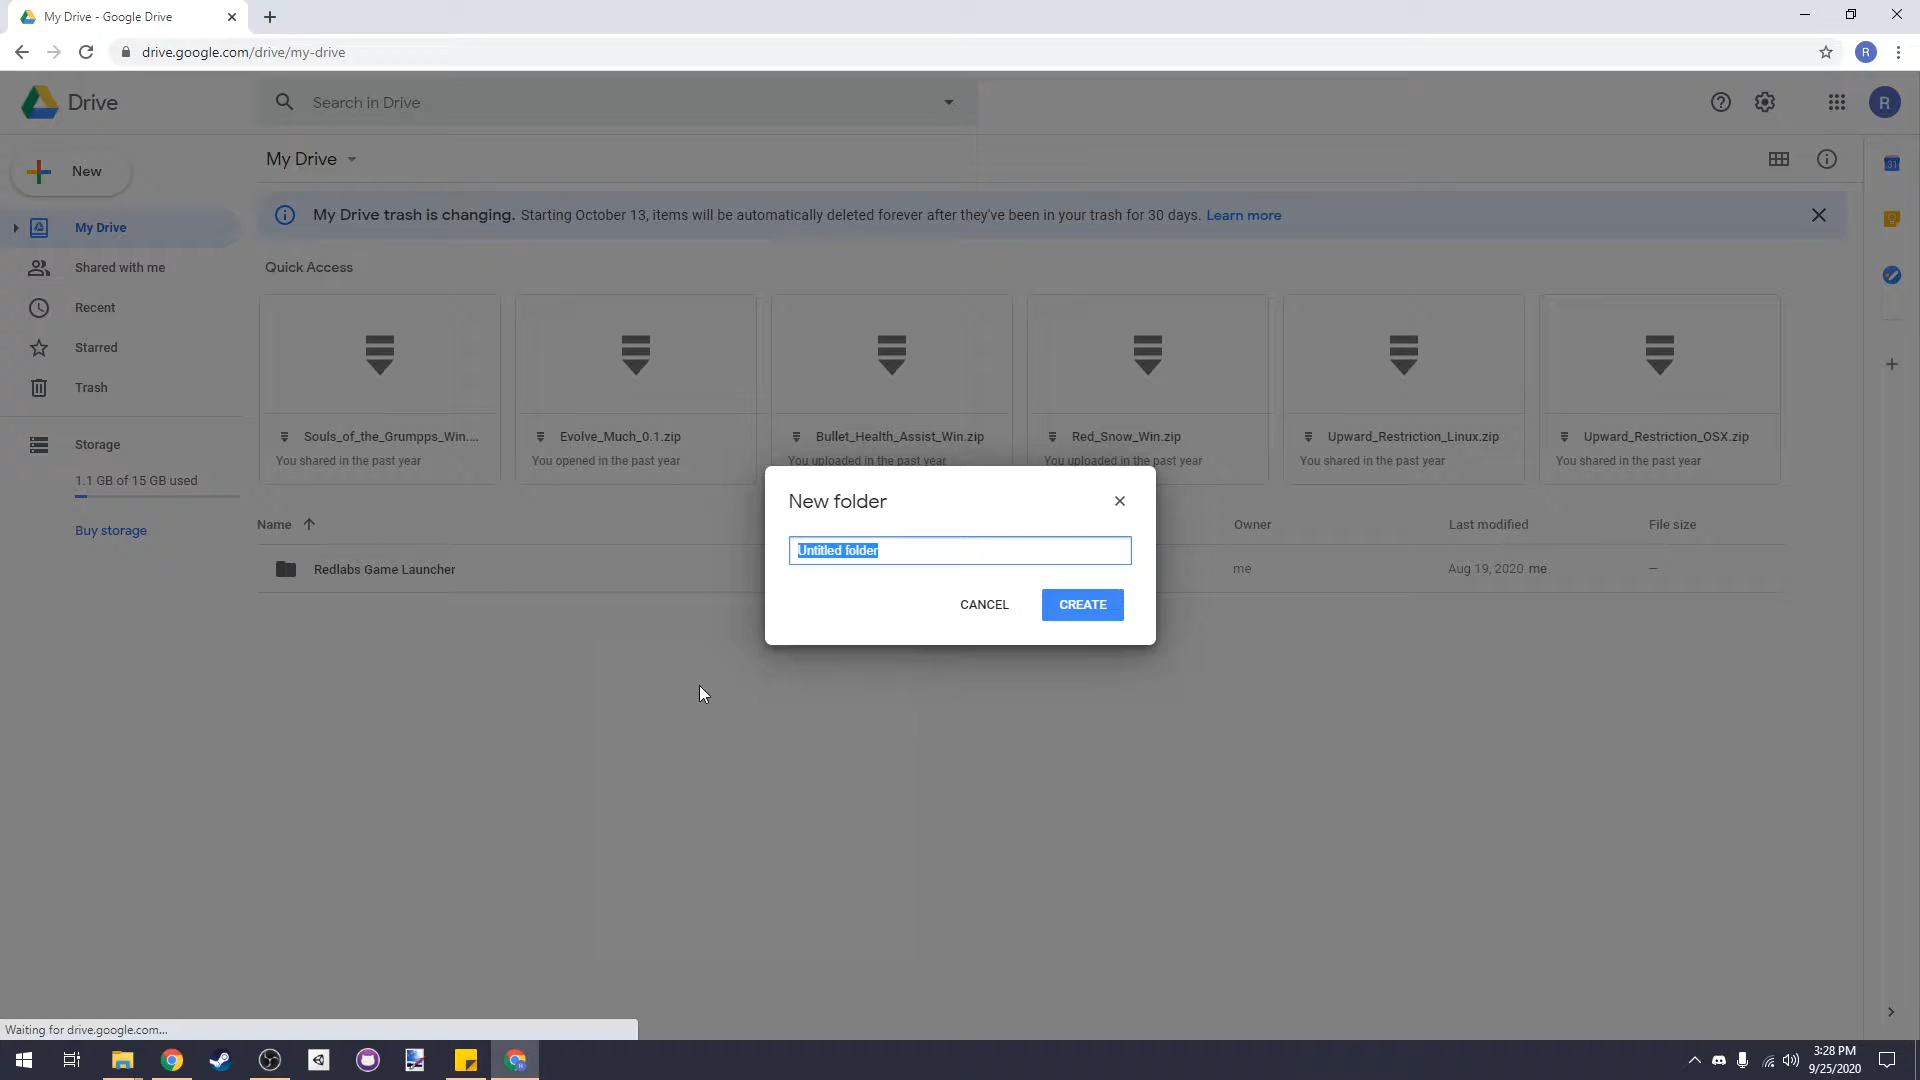 My Drive - Google Drive
drive.google.com/drive/my-drive
R
Drive
Search in Drive
R
New
My Drive
31
My Drive trash is changing. Starting October 13, items will be automatically deleted forever after they've been in your trash for 30 days. Learn more
My Drive
Shared with me
Quick Access
Recent
Starred
Trash
Souls_of_the_Grumpps_Win....
You shared in the past year
Evolve_Much_0.1.zip
You opened in the past year
Bullet_Health_Assist_Win.zip
You uploaded in the past year
Red_Snow_Win.zip
You uploaded in the past year
Upward_Restriction_Linux.zip
You shared in the past year
Upward_Restriction_OSX.zip
You shared in the past year
Storage
1.1 GB of 15 GB used
Buy storage
New folder
Untitled folder
CANCEL
CREATE
Name
Owner
Last modified
File size
Redlabs Game Launcher
me
Aug 19, 2020 me
—
Waiting for drive.google.com...
3:28 PM
9/25/2020